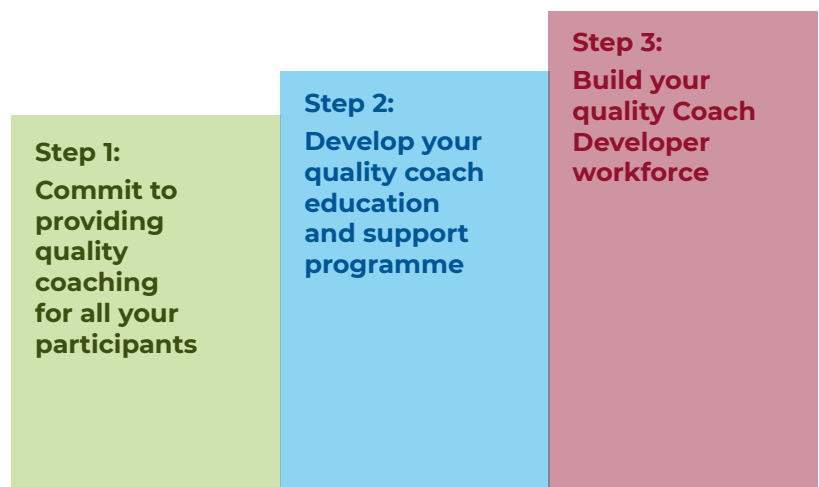 Step 1:
Commit to
providing
quality
coaching
for all your
participants
Step 2:
Develop your
quality coach
education
and support
programme
Step 3:
Build your
quality Coach
Developer
workforce